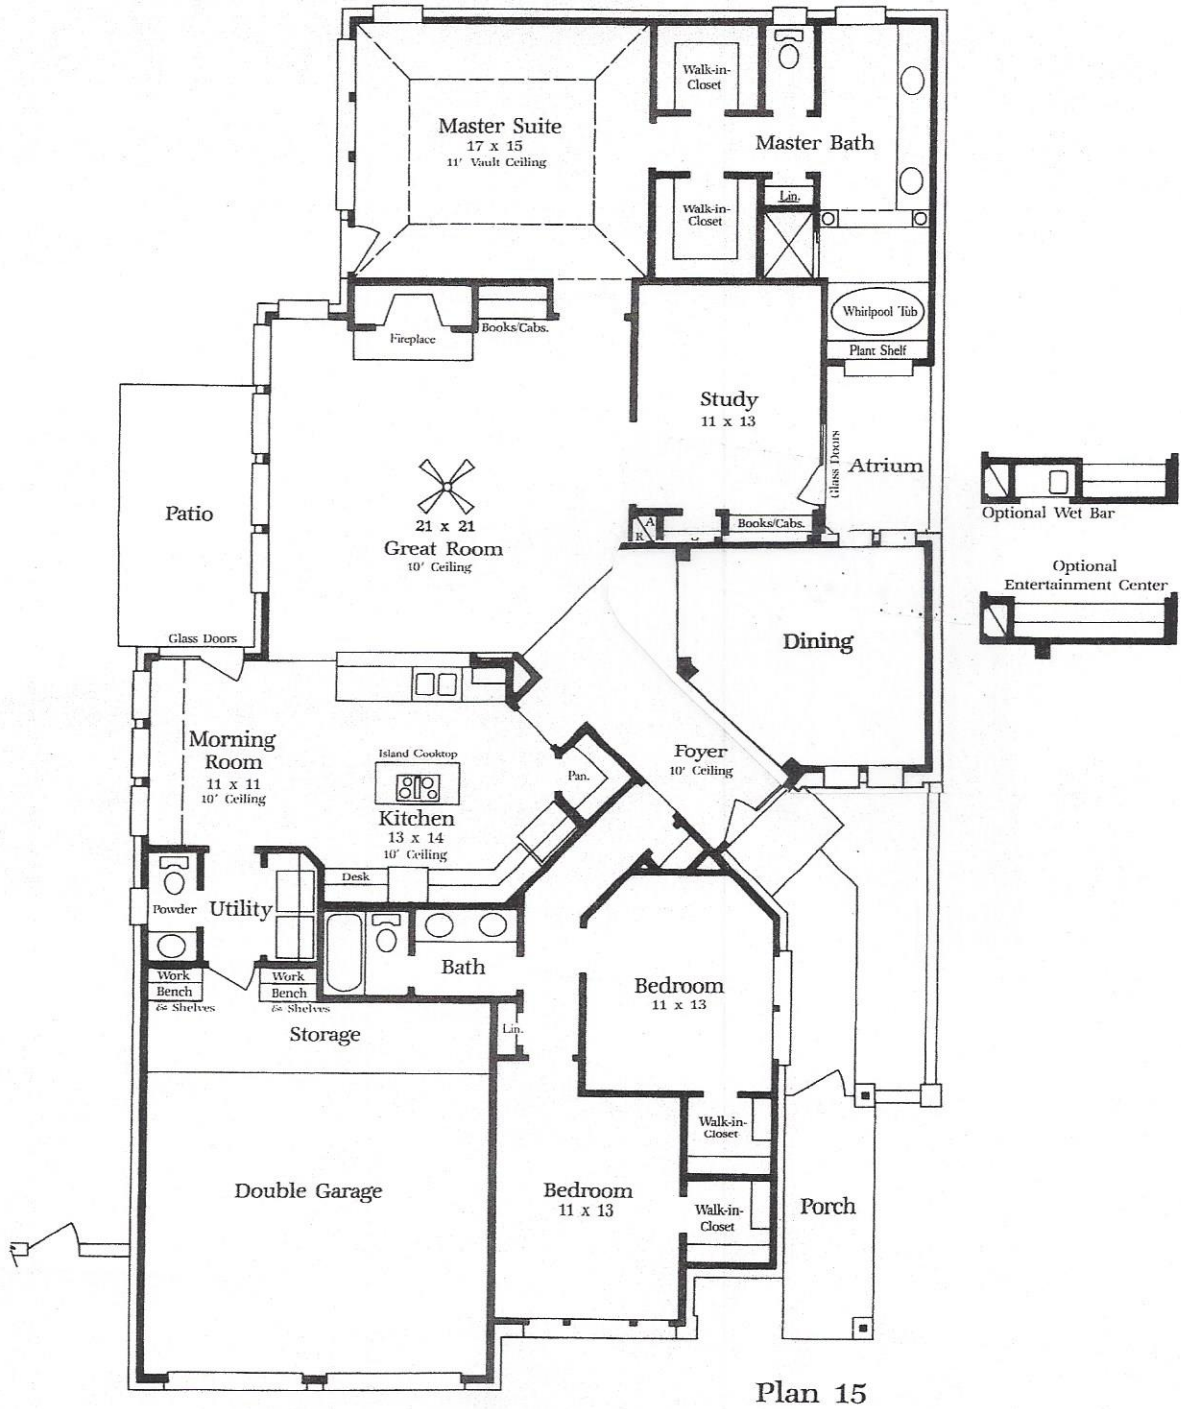 Walk-in-
Closet
Master Suite
17 x 15
11' Vault Ceiling
Master Bath
Lin.
Walk-in-
Closet
Whirlpool Tub
Plant Shelf
Fireplace
Books/Cabs.
Study
11 x 13
Glass Doors
Atrium
Patio
21 x 21
Great Room
10' Ceiling
A
R
Books/Cabs.
Optional Wet Bar
Optional
Entertainment Center
Dining
Glass Doors
Morning
Room
11 x 11
10' Ceiling
Island Cooktop
Kitchen
13 x 14
10' Ceiling
Pan.
Foyer
10' Ceiling
Desk
Powder
Utility
Bath
Work
Bench
& Shelves
Work
Bench
& Shelves
Storage
Lin.
Bedroom
11 x 13
Walk-in-
Closet
Double Garage
Bedroom
11 x 13
Walk-in-
Closet
Porch
Plan 15